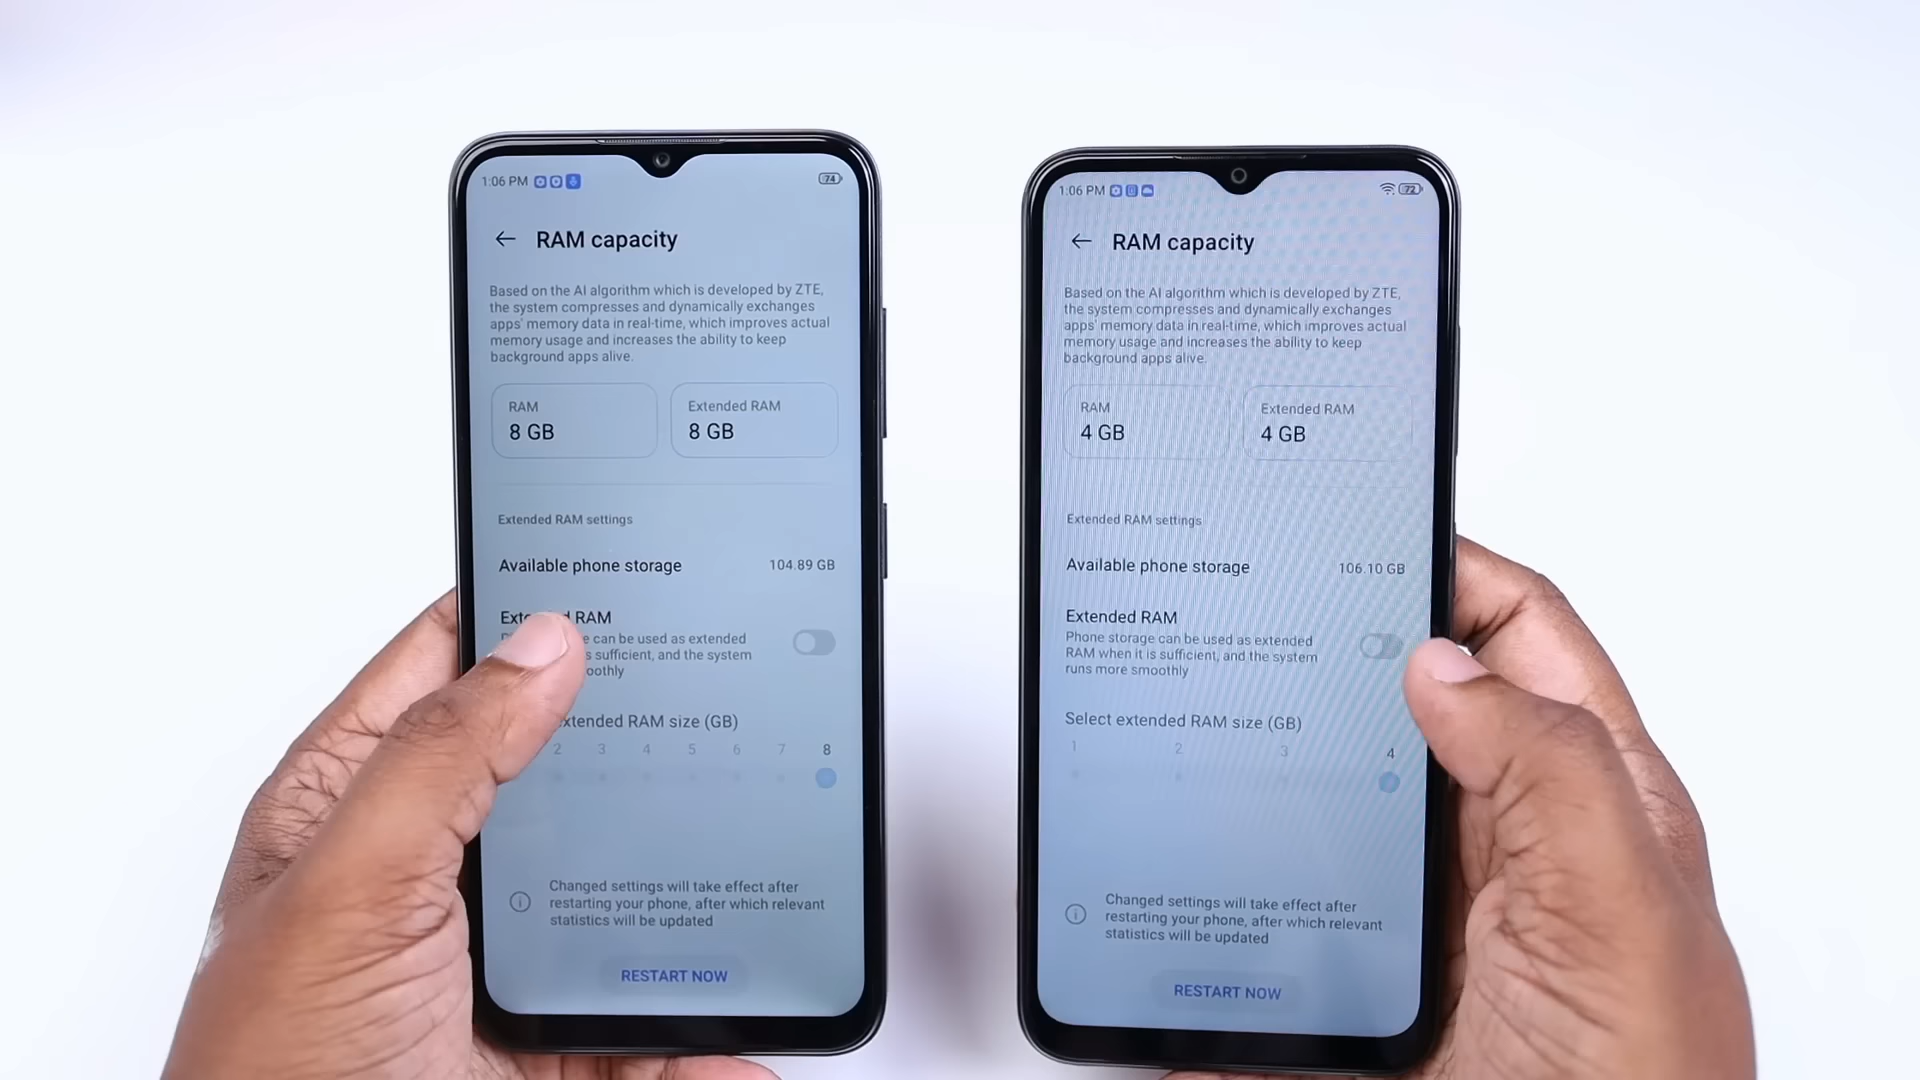 1:06 PM
74
RAM capacity
Based on the AI algorithm which is developed by ZTE,
the system compresses and dynamically exchanges
apps' memory data in real-time, which improves actual
memory usage and increases the ability to keep
background apps alive.
RAM
8 GB
Extended RAM
8 GB
Extended RAM settings
Available phone storage
104.89 GB
RAM
can be used as extended
sufficient, and the system
2 3 4 5 6 7 8
RAM size (GB)
Changed settings will take effect after
restarting your phone, after which relevant
statistics will be updated
RESTART NOW
1:06 PM
72
RAM capacity
Based on the AI algorithm which is developed by ZTE,
the system compresses and dynamically exchanges
apps' memory data in real-time, which improves actual
memory usage and increases the ability to keep
background apps alive.
RAM
4 GB
Extended RAM
4 GB
Extended RAM settings
Available phone storage
106.10 GB
Extended RAM
Phone storage can be used as extended
RAM when it is sufficient, and the system
runs more smoothly
Select extended RAM size (GB)
1 2 3 4
Changed settings will take effect after
restarting your phone, after which relevant
statistics will be updated
RESTART NOW